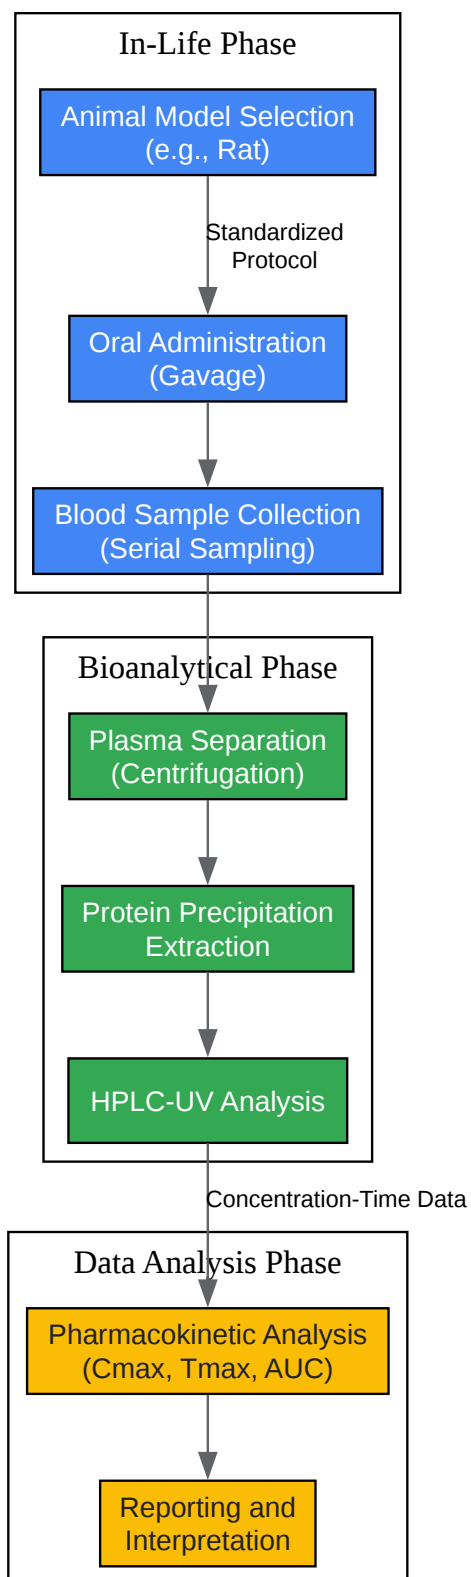 In-Life Phase
Animal Model Selection
(e.g., Rat)
Standardized
Protocol
Oral Administration
(Gavage)
Blood Sample Collection
(Serial Sampling)
Bioanalytical Phase
Plasma Separation
(Centrifugation)
Protein Precipitation
Extraction
HPLC-UV Analysis
Concentration-Time Data
Data Analysis Phase
Pharmacokinetic Analysis
(Cmax, Tmax, AUC)
Reporting and
Interpretation